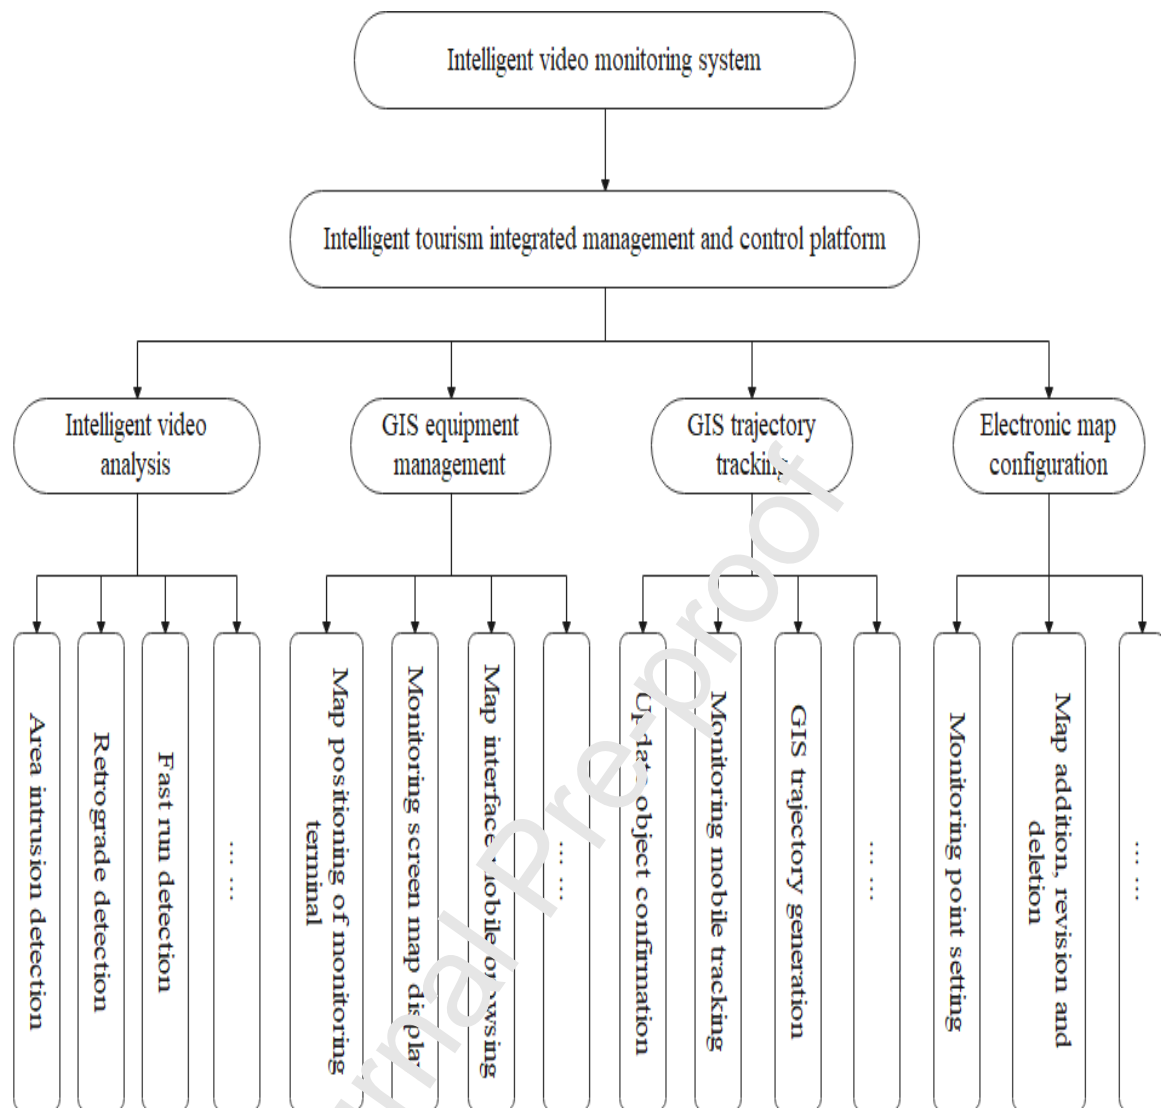 Intelligent video monitoring system
Intelligent tourism integrated management and control platform
Intelligent video
analysis
GIS equipment
management
GIS trajectory
tracking
Electronic map
configuration
Area intrusion detection
Retrograde detection
Fast run detection
... ...
Map positioning of monitoring
terminal
Monitoring screen map display
Map interface mobile browsing
... ...
Update object confirmation
Monitoring mobile tracking
GIS trajectory generation
... ...
Monitoring point setting
Map addition, revision and
deletion
... ...
rnal Pre-proof